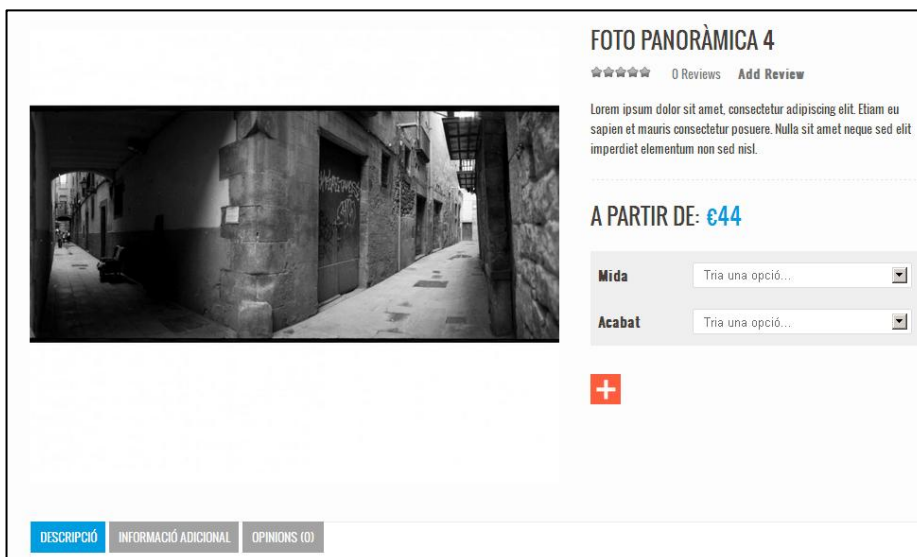 FOTO PANORÀMICA 4
0 Reviews Add Review
Lorem ipsum dolor sit amet, consectetur adipiscing elit. Etiam eu
sapien et mauris consectetur posuere. Nulla sit amet neque sed elit
imperdiet elementum non sed nisl.
A PARTIR DE: €44
Mida Tria una opció...
Acabat Tria una opció...
DESCRIPCIÓ INFORMACIÓ ADICIONAL OPINIONS (0)